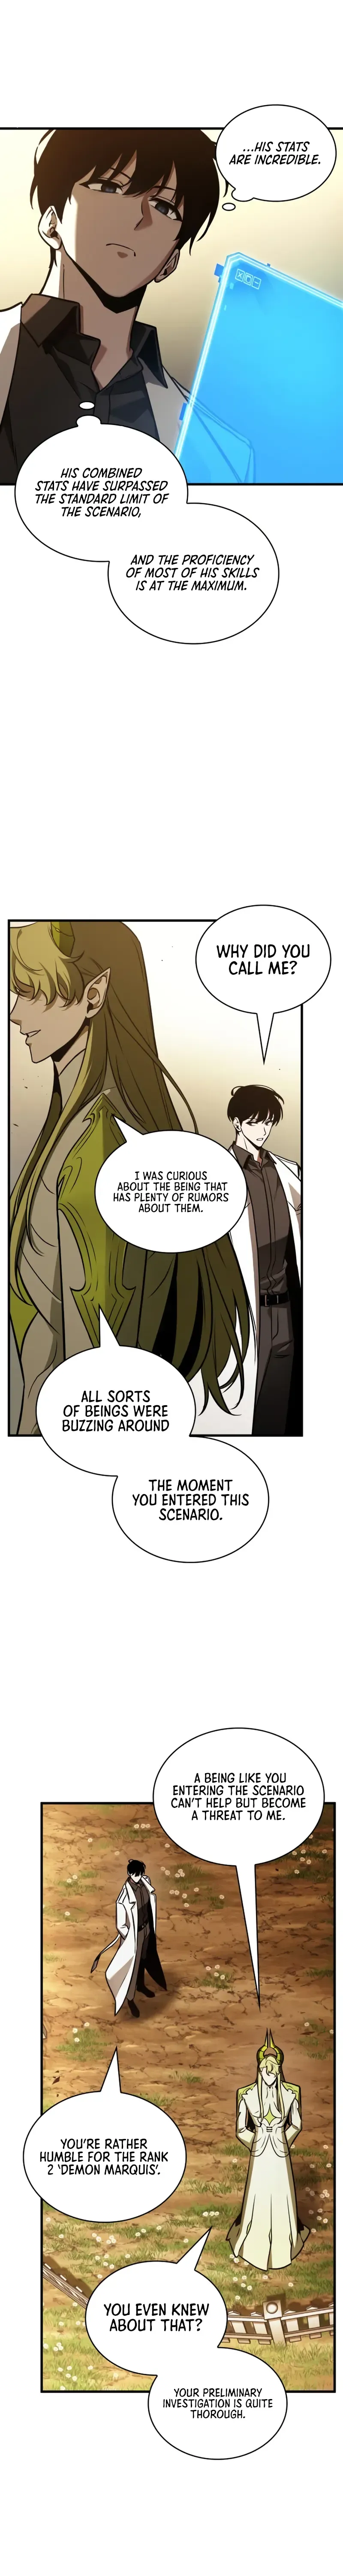 ...HIS STATS
ARE INCREDIBLE.
HIS COMBINED
STATS HAVE SURPASSED
THE STANDARD LIMIT OF
THE SCENARIO,
AND THE PROFICIENCY
OF MOST OF HIS SKILLS
IS AT THE MAXIMUM.
WHY DID YOU
CALL ME?
I WAS CURIOUS
ABOUT THE BEING THAT
HAS PLENTY OF RUMORS
ABOUT THEM.
ALL SORTS
OF BEINGS WERE
BUZZING AROUND
THE MOMENT
YOU ENTERED THIS
SCENARIO.
A BEING LIKE YOU
ENTERING THE SCENARIO
CAN'T HELP BUT BECOME
A THREAT TO ME.
YOU'RE RATHER
HUMBLE FOR THE RANK
2 'DEMON MARQUIS'.
YOU EVEN KNEW
ABOUT THAT?
YOUR PRELIMINARY
INVESTIGATION IS QUITE
THOROUGH.